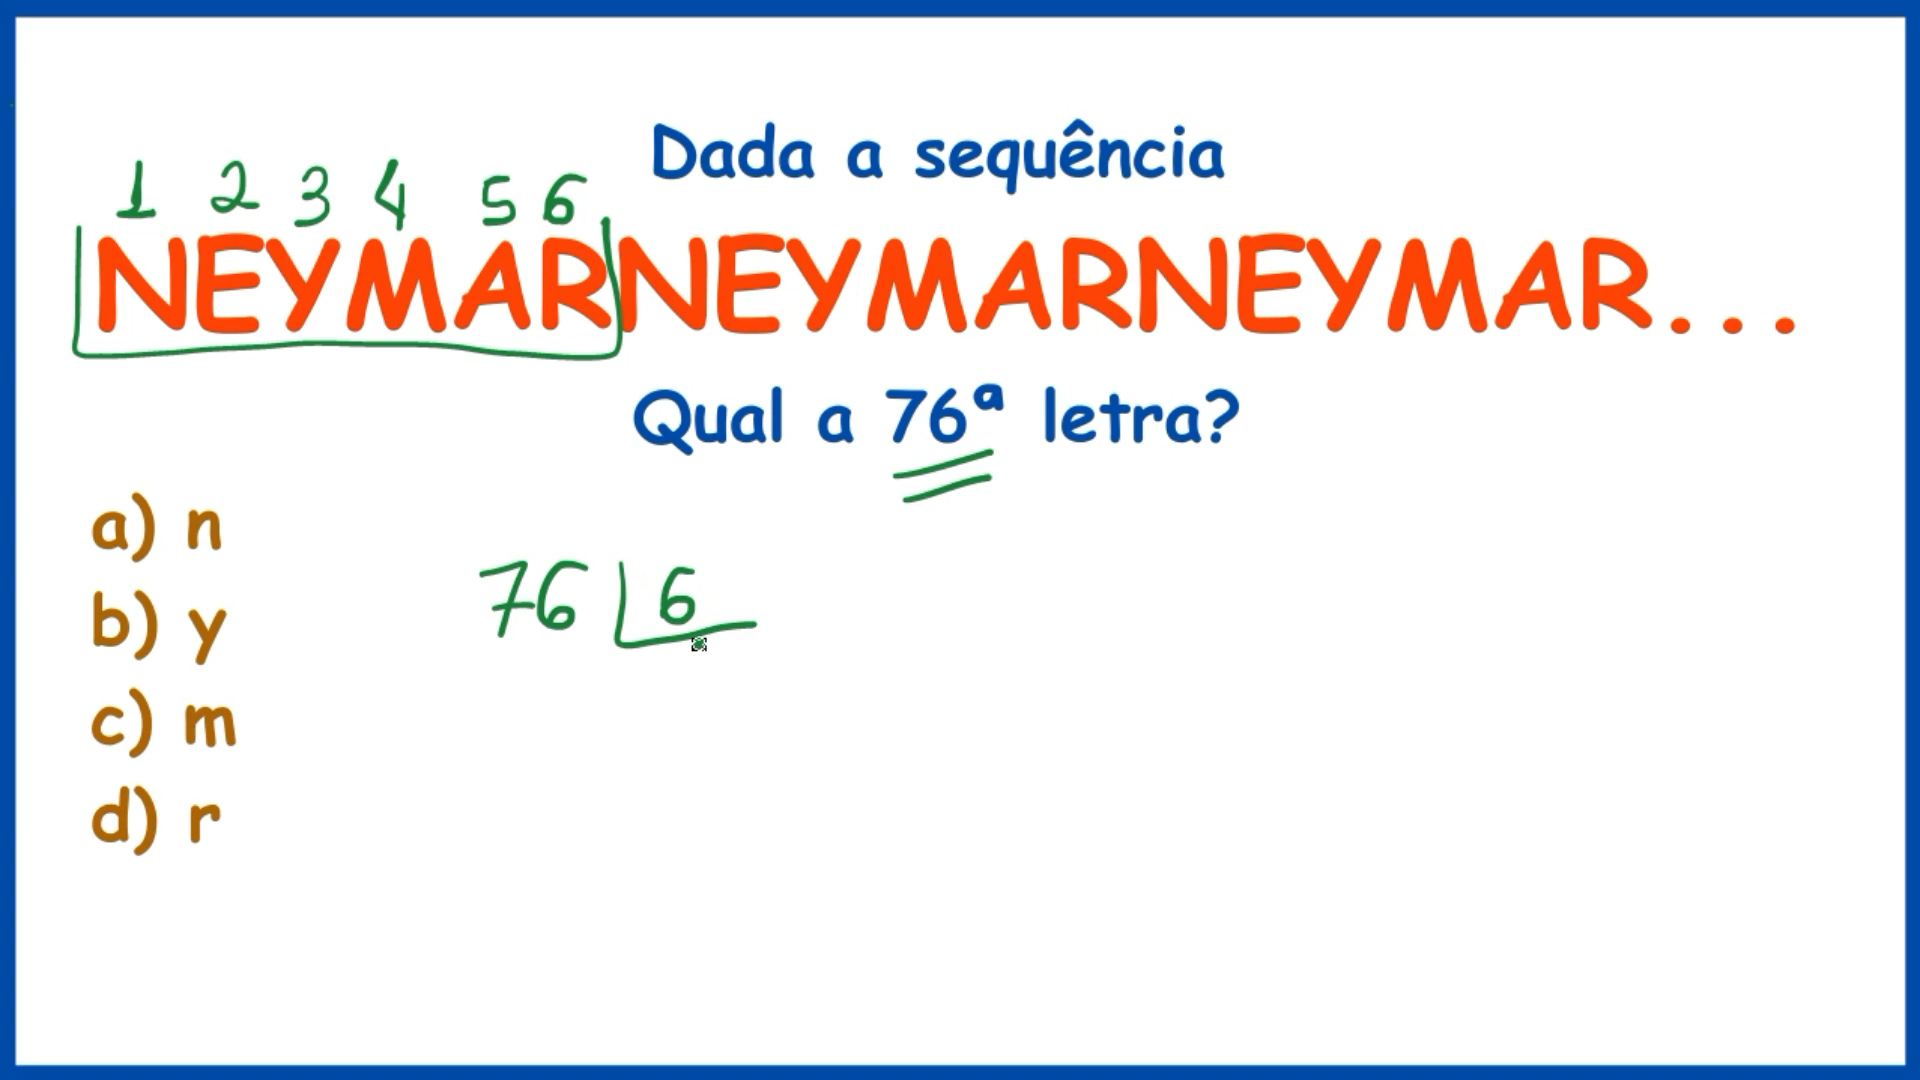 Dada a sequência
1 2 3 4 5 6
NEYMARNEYMARNEYMAR...
Qual a 76ª letra?
a) n
76 6
b) y
c) m
d) r